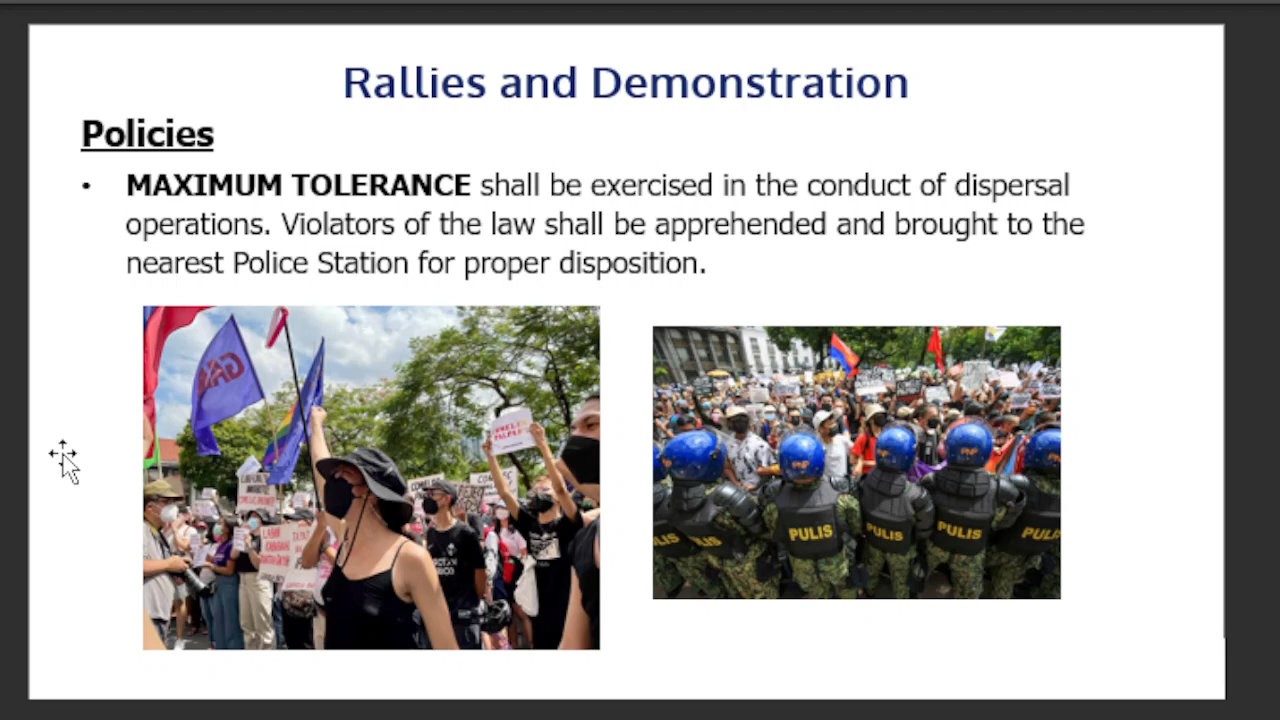 Rallies and Demonstration
Policies
• MAXIMUM TOLERANCE shall be exercised in the conduct of dispersal
operations. Violators of the law shall be apprehended and brought to the
nearest Police Station for proper disposition.
PULIS
PULIS
PULIS